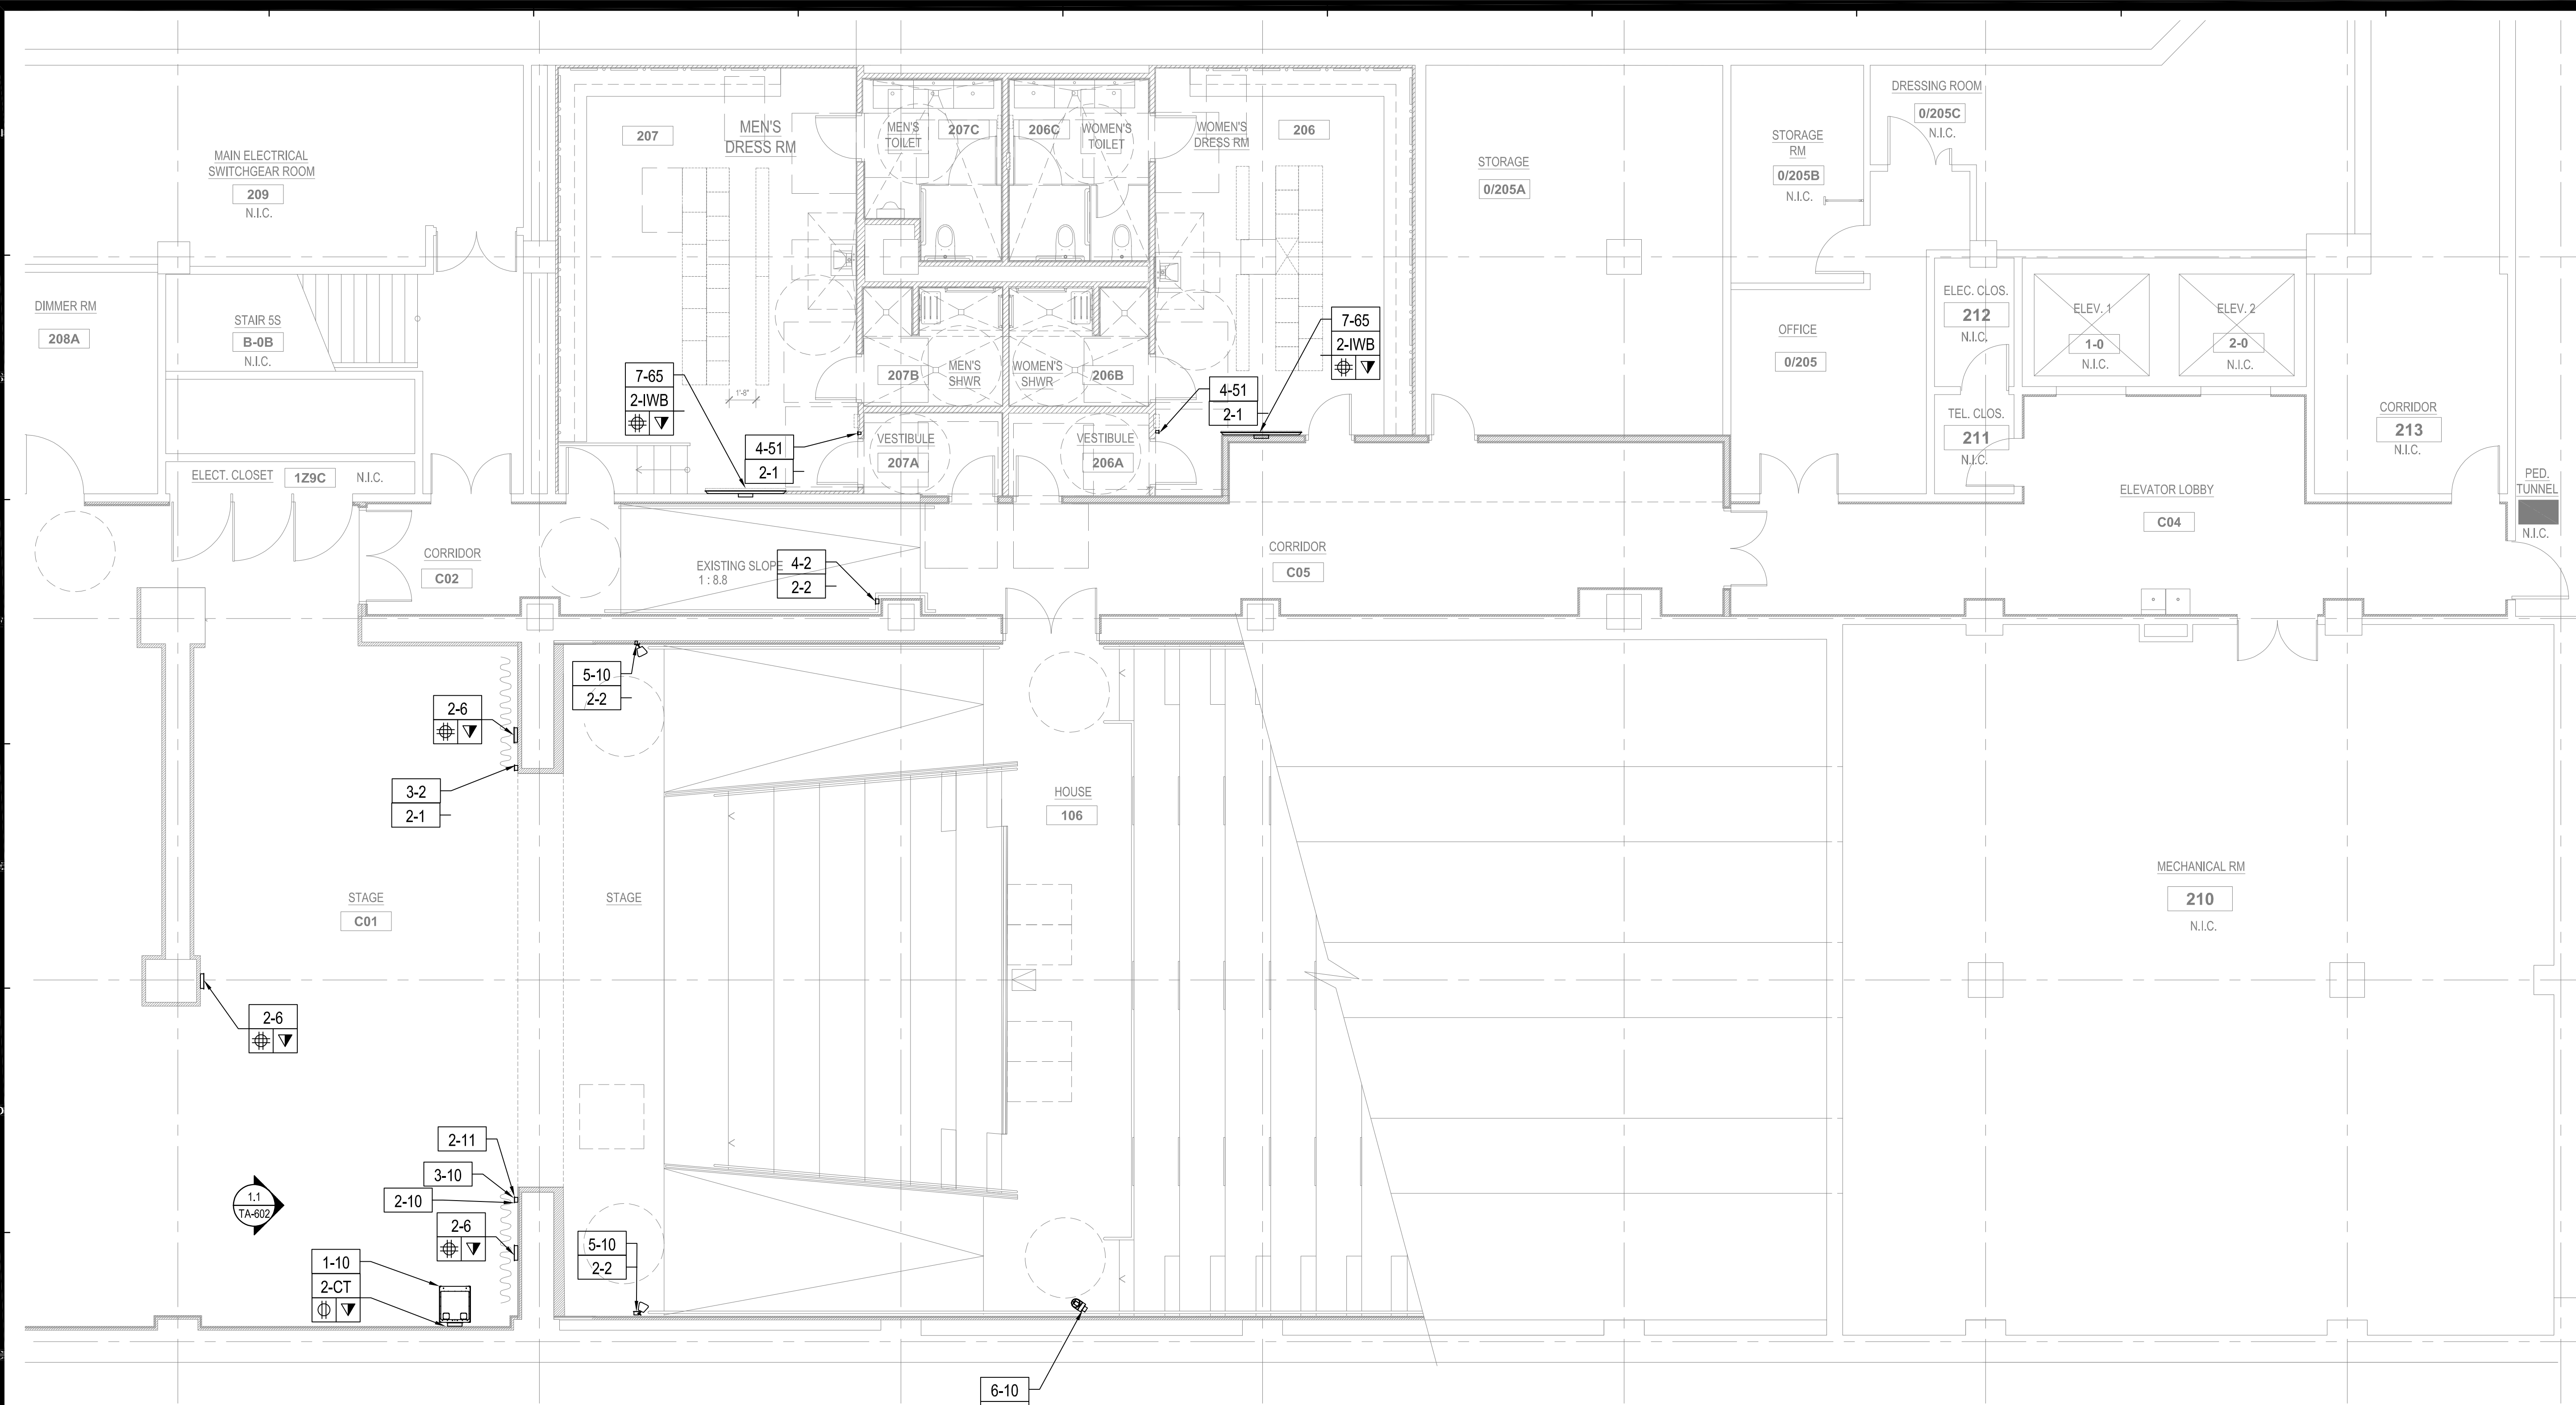 DRESSING ROOM
0/205C
N.I.C.
207
MEN'S
DRESS RM
MEN'S
TOILET
207C
206C
WOMEN'S
TOILET
WOMEN'S
DRESS RM
206
STORAGE
RM
0/205B
N.I.C.
MAIN ELECTRICAL
SWITCHGEAR ROOM
209
N.I.C.
STORAGE
0/205A
DIMMER RM
208A
STAIR 5S
B-0B
N.I.C.
ELEC. CLOS.
212
N.I.C.
ELEV. 1
1-0
N.I.C.
ELEV. 2
2-0
N.I.C.
OFFICE
0/205
7-65
2-IWB
7-65
2-IWB
1'-8"
207B
MEN'S
SHWR
WOMEN'S
SHWR
206B
4-51
2-1
4-51
2-1
VESTIBULE
207A
VESTIBULE
206A
TEL. CLOS.
211
N.I.C.
CORRIDOR
213
N.I.C.
ELECT. CLOSET
1Z9C
N.I.C.
ELEVATOR LOBBY
C04
PED.
TUNNEL
N.I.C.
CORRIDOR
C02
EXISTING SLOPE
1 : 8.8
4-2
2-2
CORRIDOR
C05
5-10
2-2
2-6
3-2
2-1
HOUSE
106
STAGE
C01
STAGE
MECHANICAL RM
210
N.I.C.
2-6
2-11
3-10
2-10
1.1
TA-602
2-6
5-10
2-2
1-10
2-CT
6-10